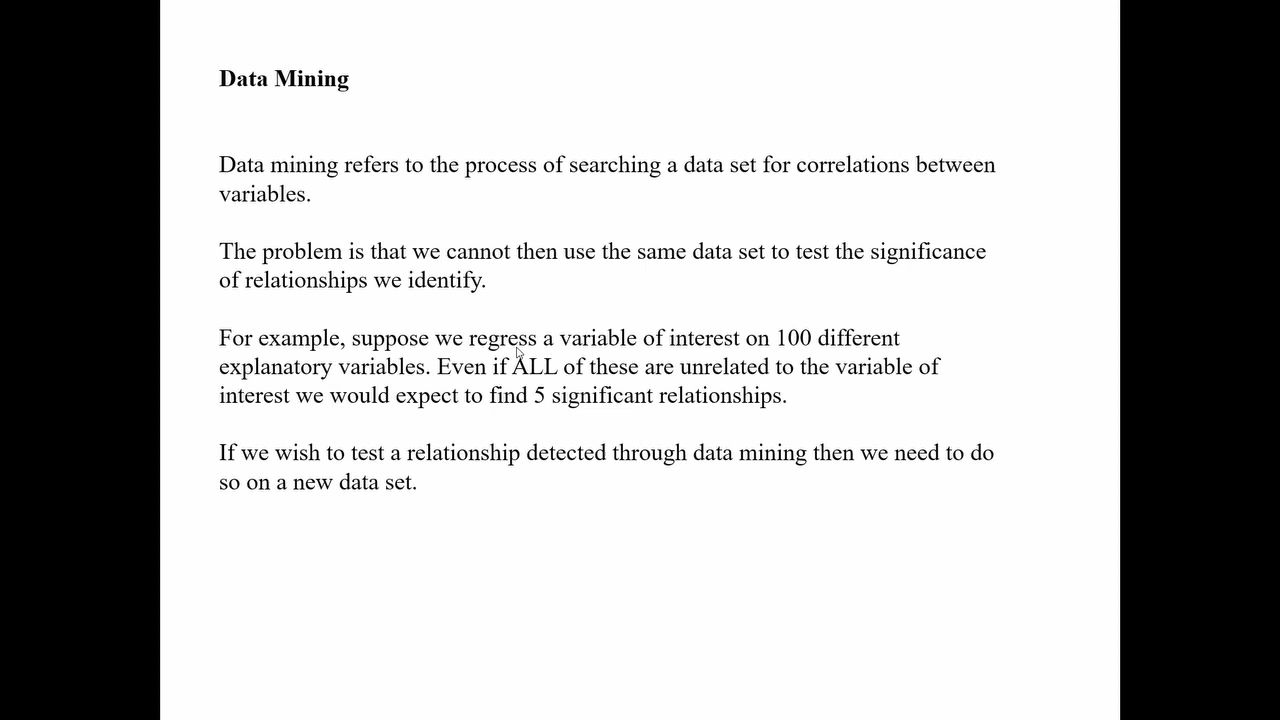 Data Mining
Data mining refers to the process of searching a data set for correlations between
variables.
The problem is that we cannot then use the same data set to test the significance
of relationships we identify.
For example, suppose we regress a variable of interest on 100 different
explanatory variables. Even if ALL of these are unrelated to the variable of
interest we would expect to find 5 significant relationships.
If we wish to test a relationship detected through data mining then we need to do
so on a new data set.